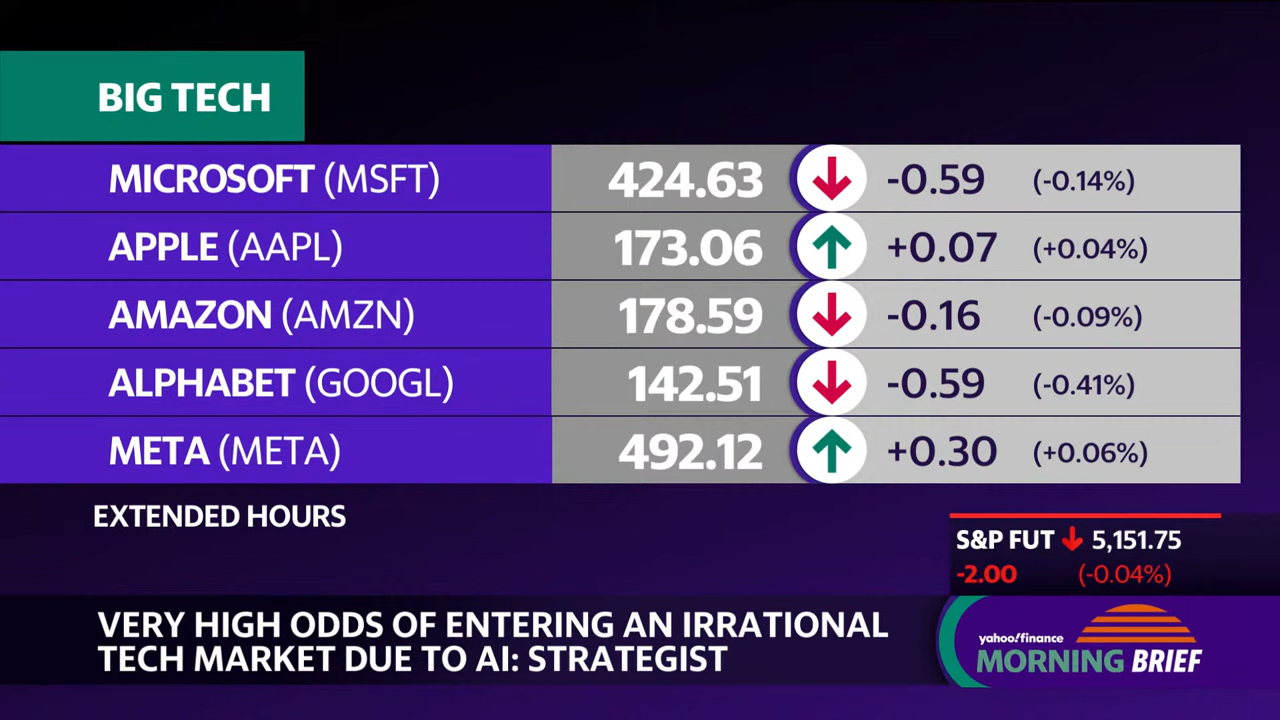 BIG TECH
MICROSOFT (MSFT) 424.63 -0.59 (-0.14%)
APPLE (AAPL) 173.06 +0.07 (+0.04%)
AMAZON (AMZN) 178.59 -0.16 (-0.09%)
ALPHABET (GOOGL) 142.51 -0.59 (-0.41%)
META (META) 492.12 +0.30 (+0.06%)
EXTENDED HOURS
S&P FUT 5,151.75
-2.00 (-0.04%)
VERY HIGH ODDS OF ENTERING AN IRRATIONAL
TECH MARKET DUE TO AI: STRATEGIST
yahoo!finance
MORNING BRIEF